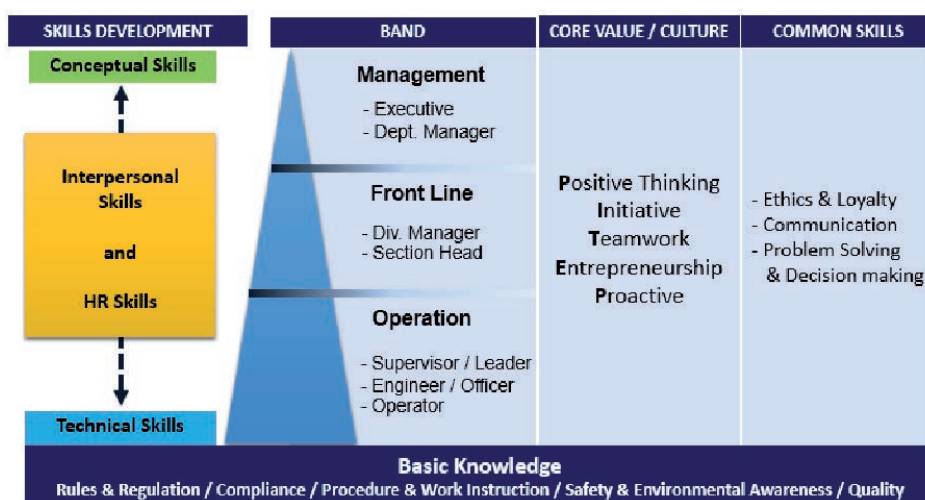 SKILLS DEVELOPMENT
Conceptual Skills
Interpersonal
Skills
and
HR Skills
Technical Skills
BAND
Management
- Executive
- Dept. Manager
Front Line
- Div. Manager
- Section Head
Operation
- Supervisor / Leader
- Engineer / Officer
- Operator
CORE VALUE / CULTURE
Positive Thinking
Initiative
Teamwork
Entrepreneurship
Proactive
COMMON SKILLS
- Ethics & Loyalty
- Communication
- Problem Solving
& Decision making
Basic Knowledge
Rules & Regulation / Compliance / Procedure & Work Instruction / Safety & Environmental Awareness / Quality